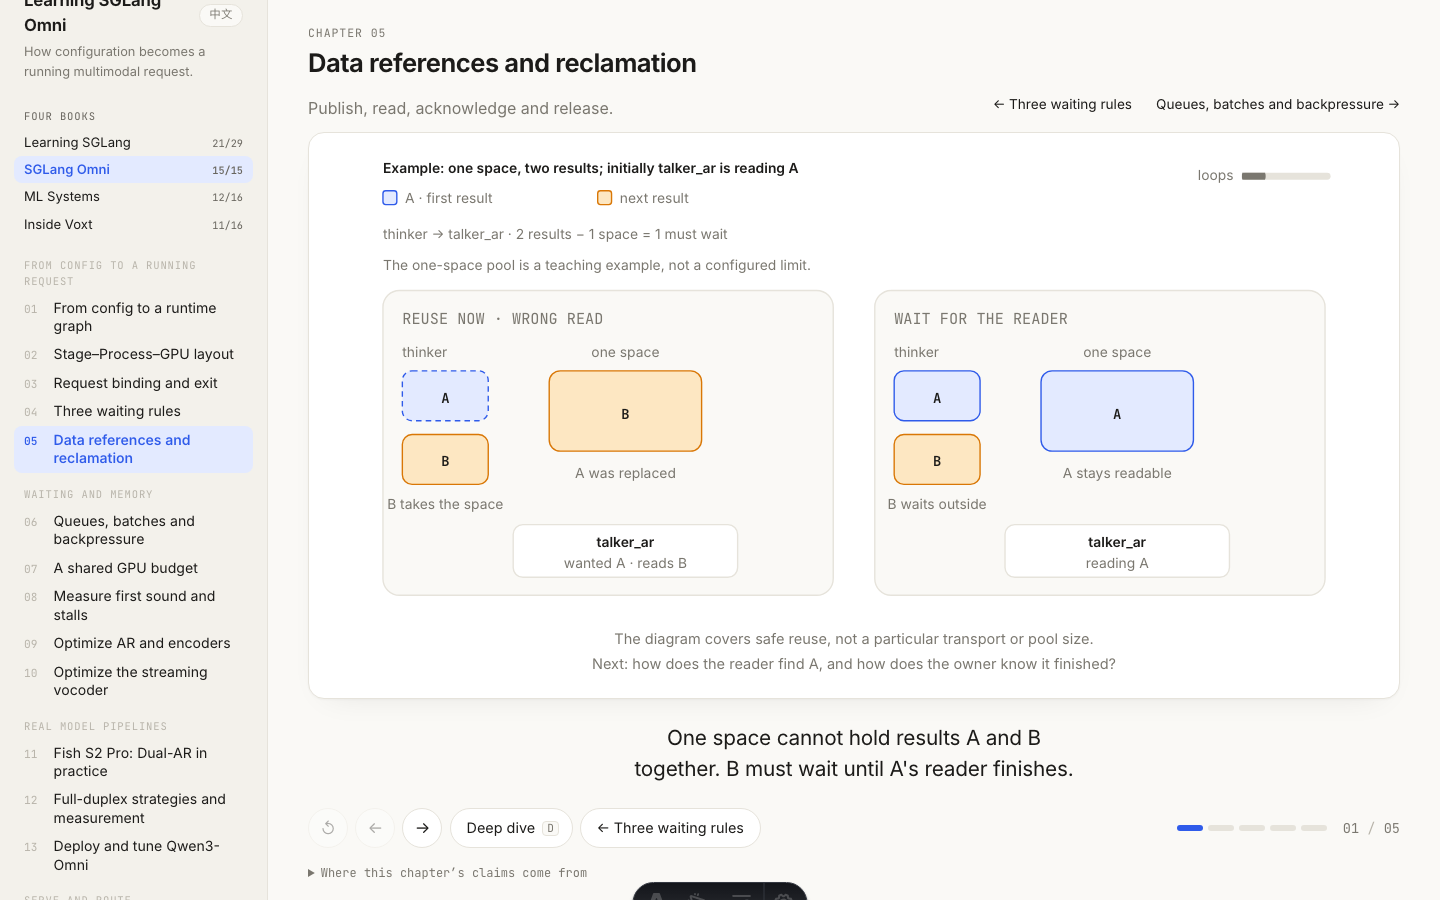 Learning SGLang
Omni
中文
How configuration becomes a
running multimodal request.
FOUR BOOKS
Learning SGLang 21/29
SGLang Omni 15/15
ML Systems 12/16
Inside Voxt 11/16
FROM CONFIG TO A RUNNING
REQUEST
01 From config to a runtime
graph
02 Stage–Process–GPU layout
03 Request binding and exit
04 Three waiting rules
05 Data references and
reclamation
WAITING AND MEMORY
06 Queues, batches and
backpressure
07 A shared GPU budget
08 Measure first sound and
stalls
09 Optimize AR and encoders
10 Optimize the streaming
vocoder
REAL MODEL PIPELINES
11 Fish S2 Pro: Dual-AR in
practice
12 Full-duplex strategies and
measurement
13 Deploy and tune Qwen3-
Omni
SERVE AND ROUTE
CHAPTER 05
Data references and reclamation
Publish, read, acknowledge and release.
← Three waiting rules
Queues, batches and backpressure →
Example: one space, two results; initially talker_ar is reading A
loops
A · first result
next result
thinker → talker_ar · 2 results − 1 space = 1 must wait
The one-space pool is a teaching example, not a configured limit.
REUSE NOW · WRONG READ
thinker
one space
A
B
B
A was replaced
B takes the space
talker_ar
wanted A · reads B
WAIT FOR THE READER
thinker
one space
A
A
B
A stays readable
B waits outside
talker_ar
reading A
The diagram covers safe reuse, not a particular transport or pool size.
Next: how does the reader find A, and how does the owner know it finished?
One space cannot hold results A and B
together. B must wait until A's reader finishes.
← → Deep dive D ← Three waiting rules
01 / 05
▶ Where this chapter’s claims come from